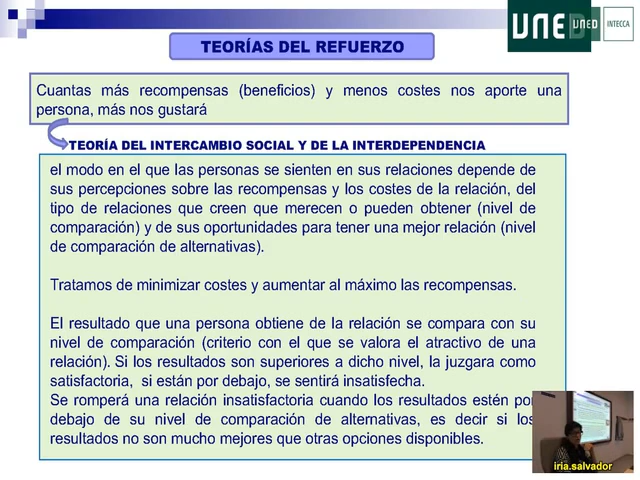 UNED
UNED
INTECCA
TEORÍAS DEL REFUERZO
Cuantas más recompensas (beneficios) y menos costes nos aporte una
persona, más nos gustará
TEORÍA DEL INTERCAMBIO SOCIAL Y DE LA INTERDEPENDENCIA
el modo en el que las personas se sienten en sus relaciones depende de
sus percepciones sobre las recompensas y los costes de la relación, del
tipo de relaciones que creen que merecen o pueden obtener (nivel de
comparación) y de sus oportunidades para tener una mejor relación (nivel
de comparación de alternativas).
Tratamos de minimizar costes y aumentar al máximo las recompensas.
El resultado que una persona obtiene de la relación se compara con su
nivel de comparación (criterio con el que se valora el atractivo de una
relación). Si los resultados son superiores a dicho nivel, la juzgara como
satisfactoria, si están por debajo, se sentirá insatisfecha.
Se romperá una relación insatisfactoria cuando los resultados estén por
debajo de su nivel de comparación de alternativas, es decir si los
resultados no son mucho mejores que otras opciones disponibles.
iria.salvador